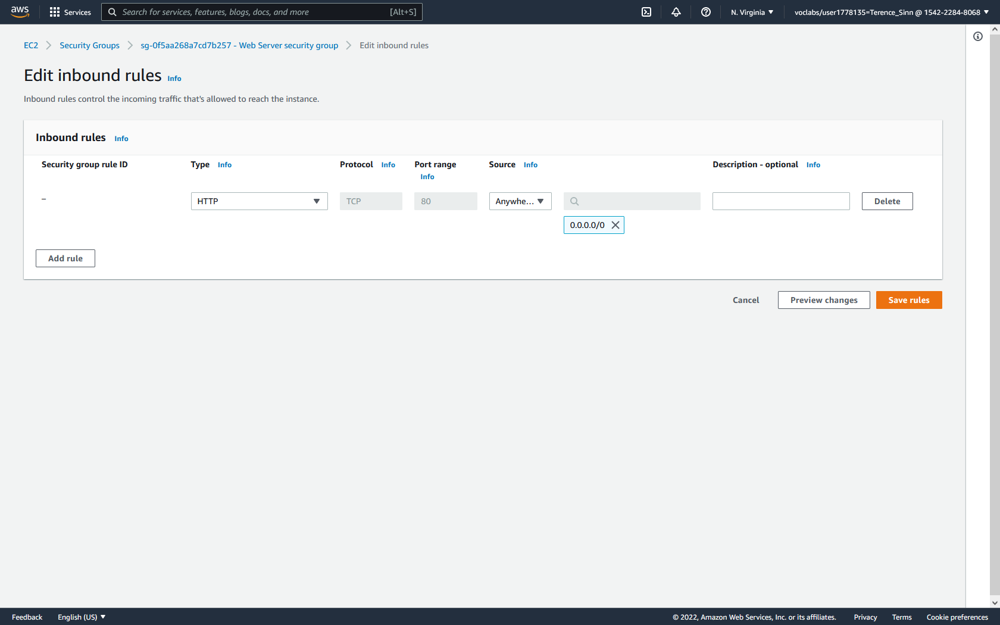 aws Services Search for services, features, blogs, docs, and more [Alt+S] N. Virginia voclabs/user1778135=Terence_Sinn @ 1542-2284-8068
EC2 Security Groups sg-0f5aa268a7cd7b257 - Web Server security group Edit inbound rules
Edit inbound rules Info
Inbound rules control the incoming traffic that's allowed to reach the instance.
Inbound rules Info
Security group rule ID Type Info Protocol Info Port range Source Info Description - optional Info
Info
– HTTP TCP 80 Anywhe... Delete
0.0.0.0/0
Add rule
Cancel Preview changes Save rules
Feedback English (US) © 2022, Amazon Web Services, Inc. or its affiliates. Privacy Terms Cookie preferences